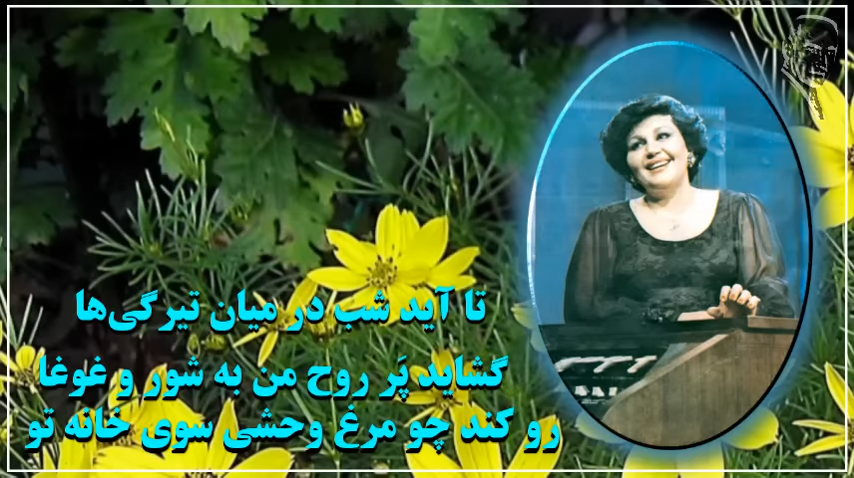 تا آید شب در میان تیرگی‌ها
گشاید پَر روح من به شور و غوغا
رو کند چو مرغ وحشی سوی خانه تو